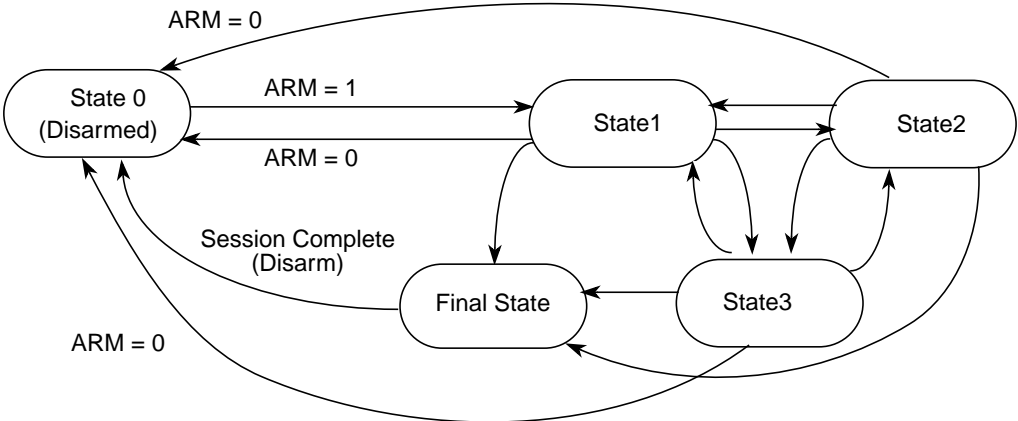 ARM = 0
State 0
(Disarmed)
ARM = 1
State1
State2
ARM = 0
Session Complete
(Disarm)
Final State
State3
ARM = 0